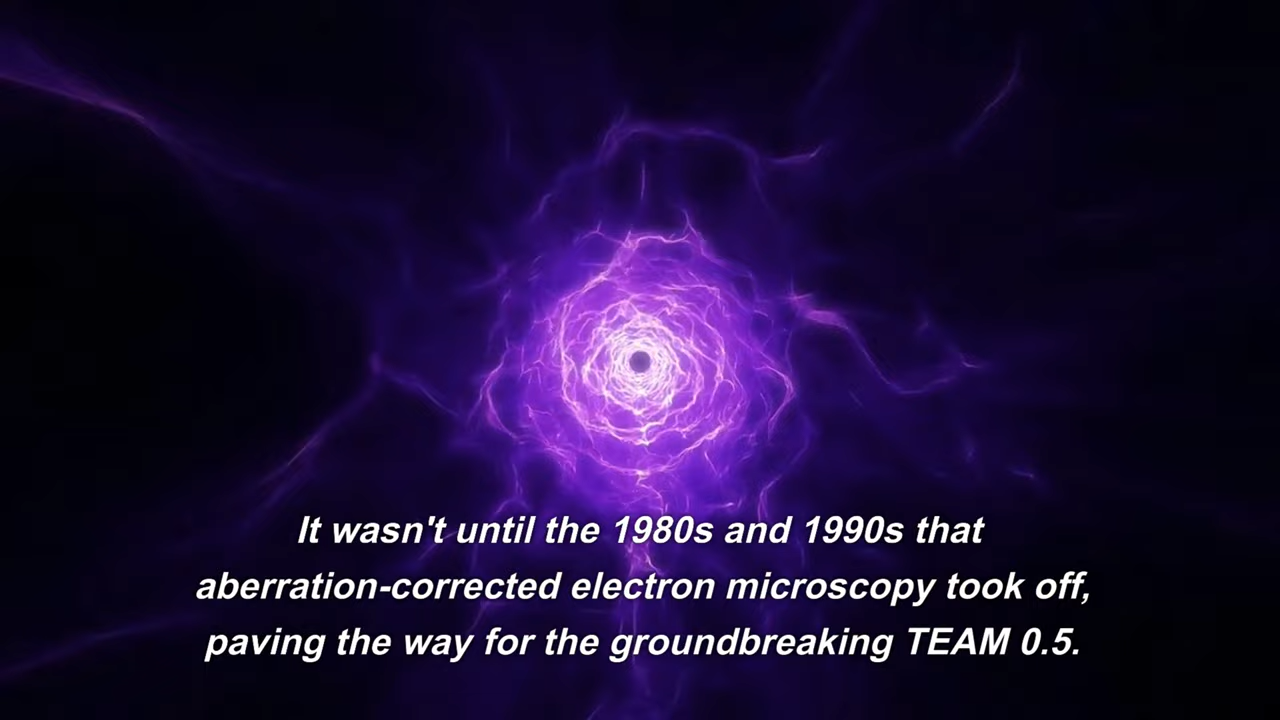 It wasn't until the 1980s and 1990s that
aberration-corrected electron microscopy took off,
paving the way for the groundbreaking TEAM 0.5.